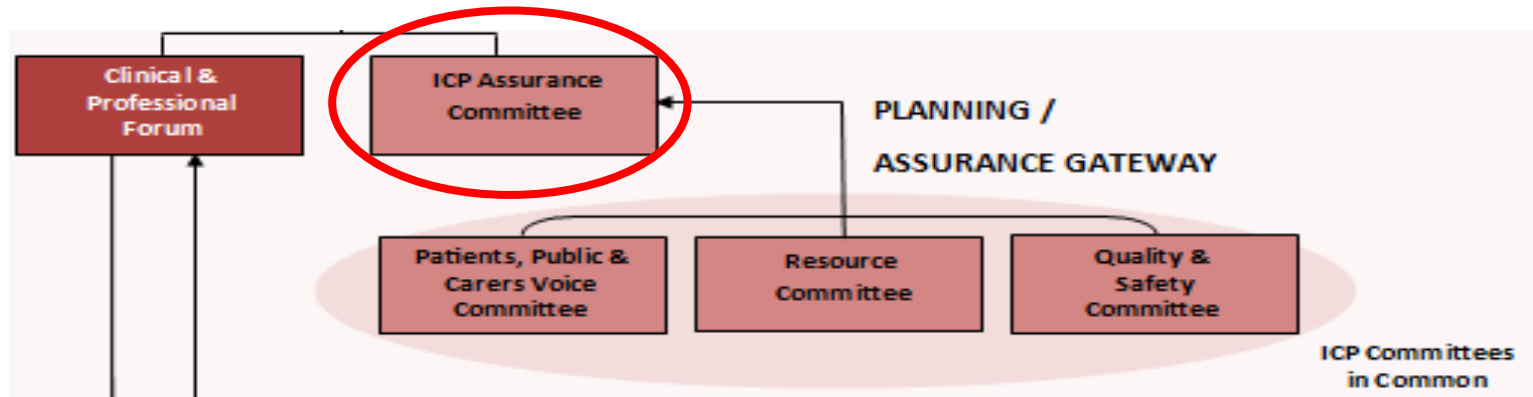 Clinical &
Professional
Forum
ICP Assurance
Committee
PLANNING /
ASSURANCE GATEWAY
Patients, Public &
Carers Voice
Committee
Resource
Committee
Quality &
Safety
Committee
ICP Committees
in Common